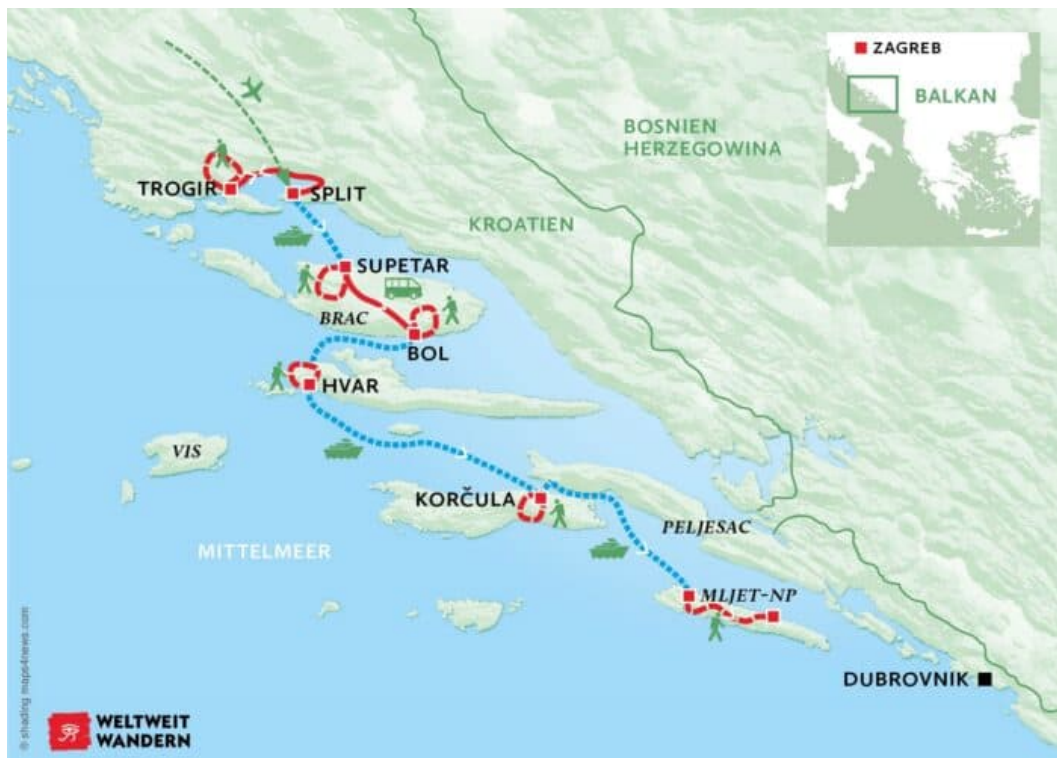 ZAGREB
BALKAN
BOSNIEN
HERZEGOWINA
TROGIR
SPLIT
KROATIEN
SUPETAR
BRAC
BOL
HVAR
VIS
KORČULA
PELJESAC
MITTELMEER
MLJET-NP
DUBROVNIK
© shading maps4news.com
WELTWEIT
WANDERN